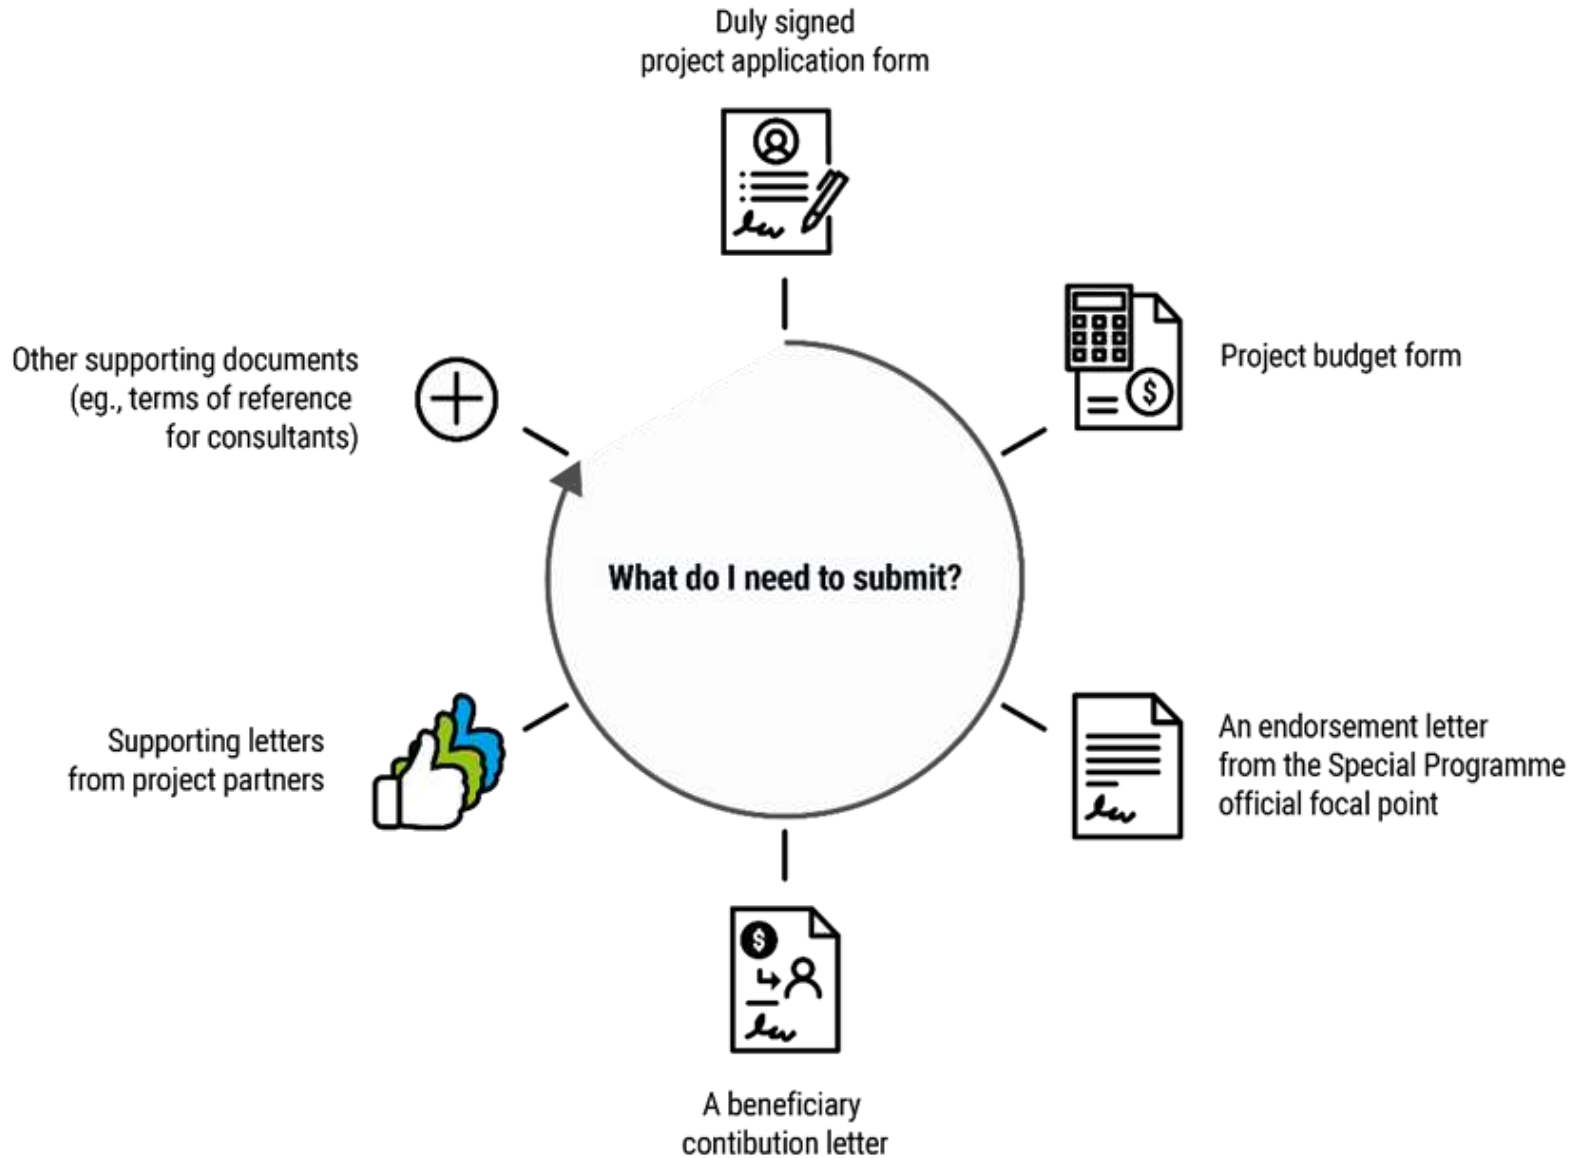 Duly signed
project application form
Project budget form
An endorsement letter
from the Special Programme
official focal point
A beneficiary
contibution letter
Supporting letters
from project partners
Other supporting documents
(eg., terms of reference
for consultants)
What do I need to submit?